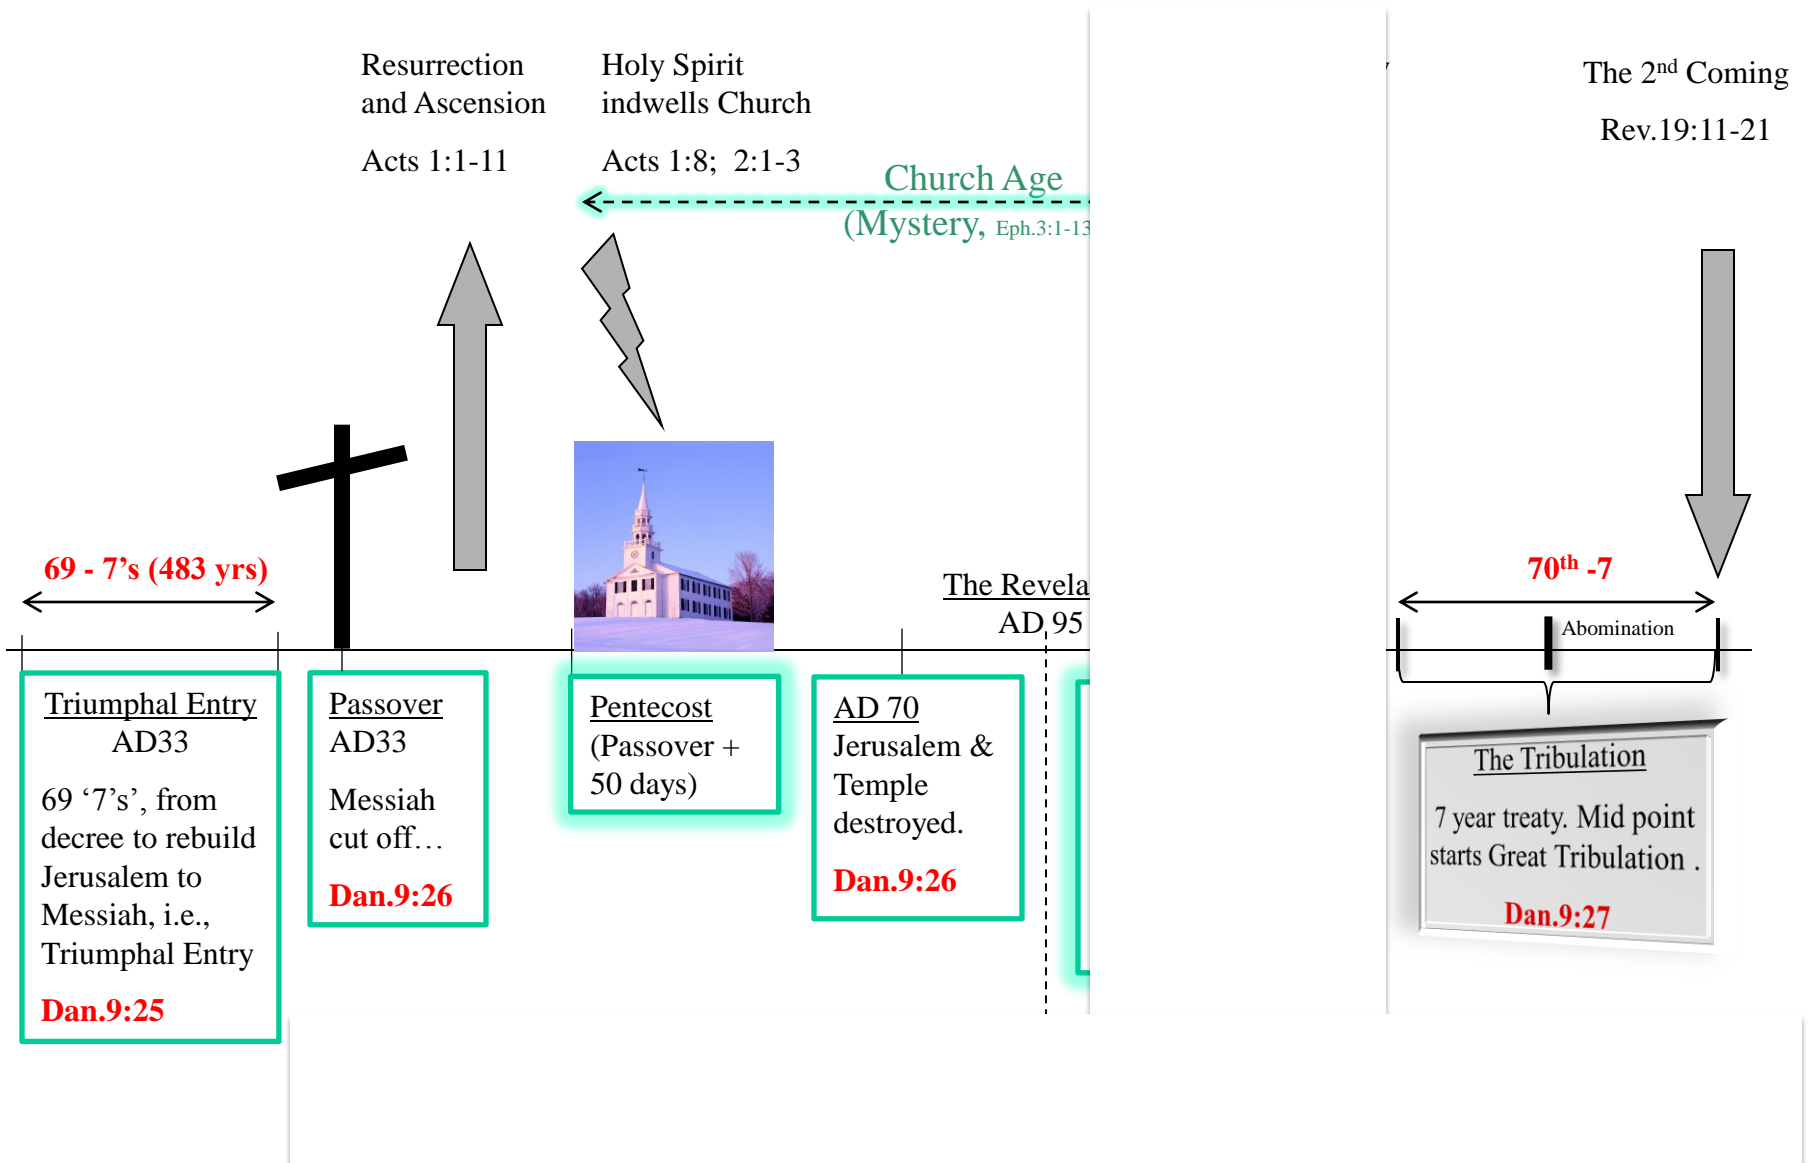 Resurrection
and Ascension
Acts 1:1-11
Holy Spirit
indwells Church
Acts 1:8; 2:1-3
Church Age
(Mystery, Eph.3:1-13
The 2nd Coming
Rev.19:11-21
69 - 7’s (483 yrs)
The Revela
AD 95
70th -7
Abomination
Triumphal Entry
AD33
69 ‘7’s’, from
decree to rebuild
Jerusalem to
Messiah, i.e.,
Triumphal Entry
Dan.9:25
Passover
AD33
Messiah
cut off…
Dan.9:26
Pentecost
(Passover +
50 days)
AD 70
Jerusalem &
Temple
destroyed.
Dan.9:26
The Tribulation
7 year treaty. Mid point
starts Great Tribulation .
Dan.9:27